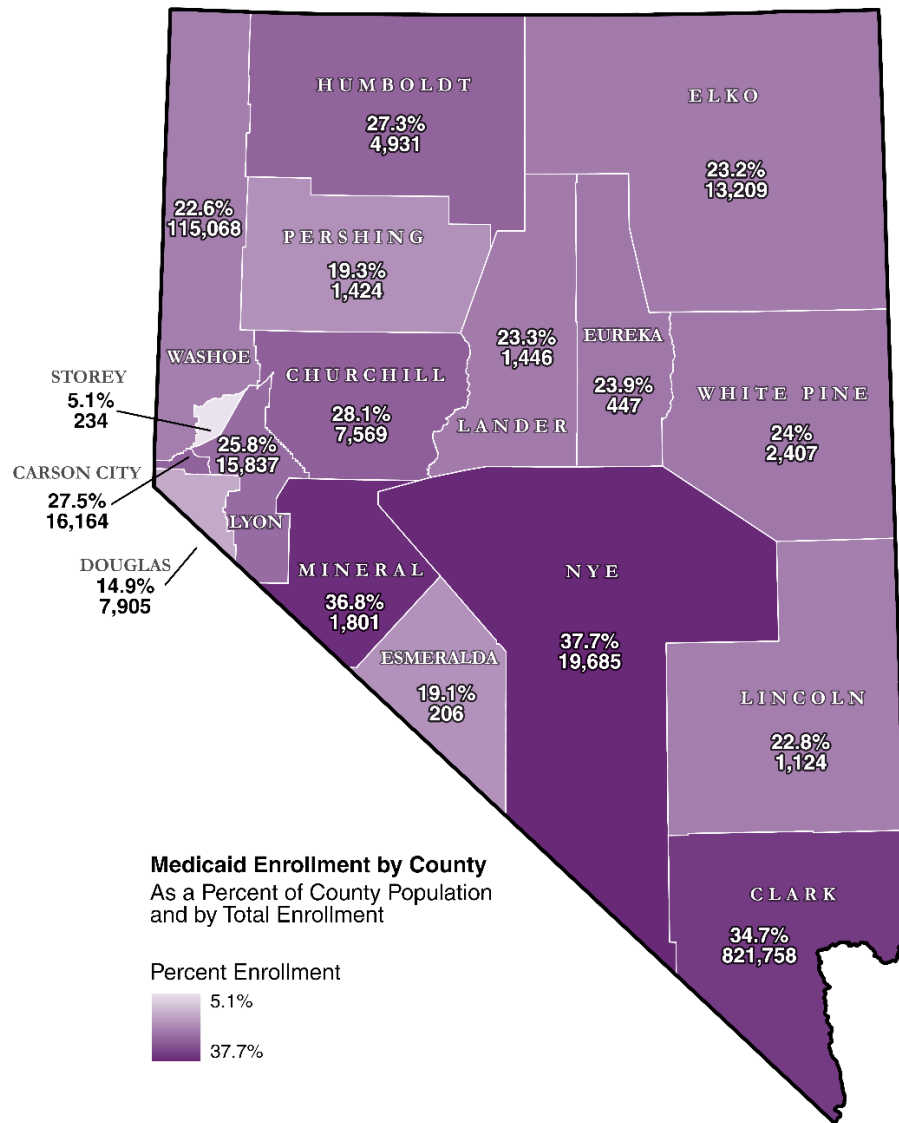 HUMBOLDT
27.3%
4,931
ELKO
23.2%
13,209
22.6%
115,068
WASHOE
PERSHING
19.3%
1,424
23.3%
1,446
LANDER
EUREKA
23.9%
447
WHITE PINE
24%
2,407
STOREY
5.1%
234
CHURCHILL
28.1%
7,569
25.8%
15,837
LYON
CARSON CITY
27.5%
16,164
DOUGLAS
14.9%
7,905
MINERAL
36.8%
1,801
NYE
37.7%
19,685
ESMERALDA
19.1%
206
LINCOLN
22.8%
1,124
CLARK
34.7%
821,758
Medicaid Enrollment by County
As a Percent of County Population
and by Total Enrollment
Percent Enrollment
5.1%
37.7%